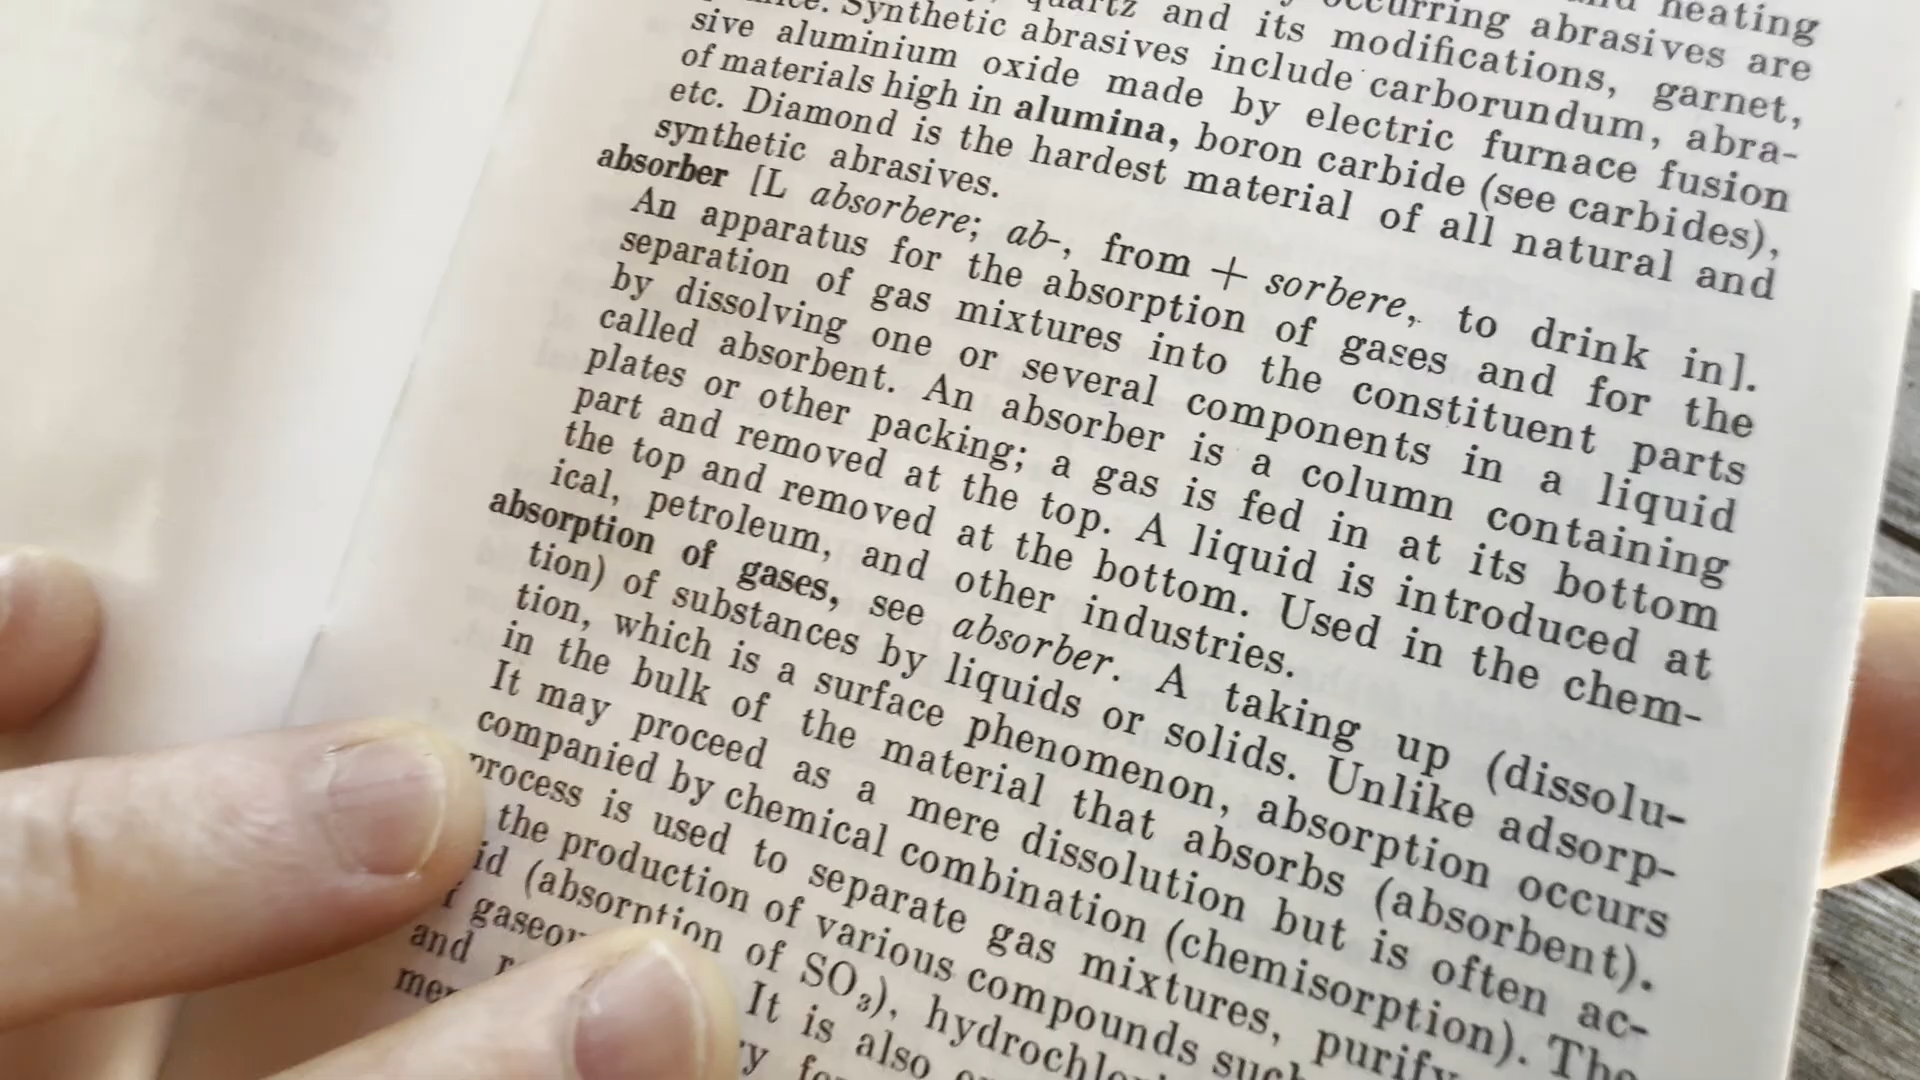 heating
occurring abrasives are
quartz and its modifications, garnet,
Synthetic abrasives include carborundum, abra-
sive aluminium oxide made by electric furnace fusion
of materials high in alumina, boron carbide (see carbides),
etc. Diamond is the hardest material of all natural and
synthetic abrasives.
absorber [L absorbere; ab-, from + sorbere, to drink in].
An apparatus for the absorption of gases and for the
separation of gas mixtures into the constituent parts
by dissolving one or several components in a liquid
called absorbent. An absorber is a column containing
plates or other packing; a gas is fed in at its bottom
part and removed at the top. A liquid is introduced at
the top and removed at the bottom. Used in the chem-
ical, petroleum, and other industries.
absorption of gases, see absorber. A taking up (dissolu-
tion) of substances by liquids or solids. Unlike adsorp-
tion, which is a surface phenomenon, absorption occurs
in the bulk of the material that absorbs (absorbent).
It may proceed as a mere dissolution but is often ac-
companied by chemical combination (chemisorption). The
process is used to separate gas mixtures, purify
the production of various compounds such
(absorption of SO₃),
It is also
and